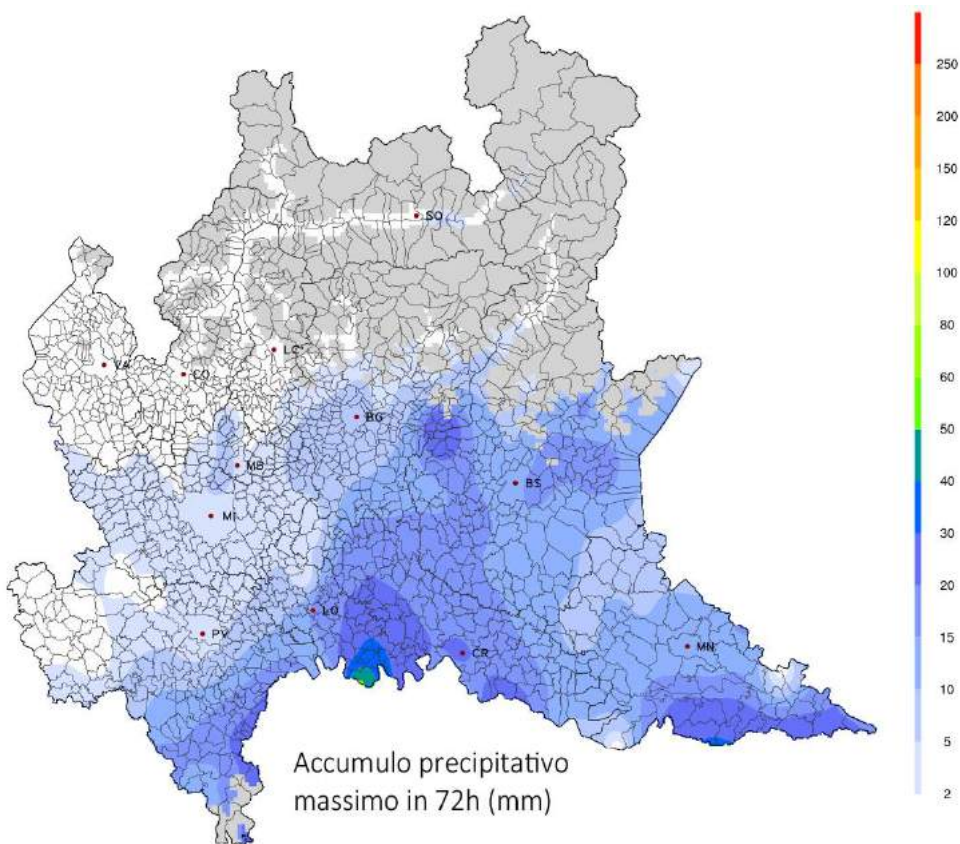 250
200
150
120
100
80
60
50
40
30
20
15
10
5
2
SO
VA
CO
LC
BG
MB
BS
MI
LO
PV
CR
MN
Accumulo precipitativo
massimo in 72h (mm)